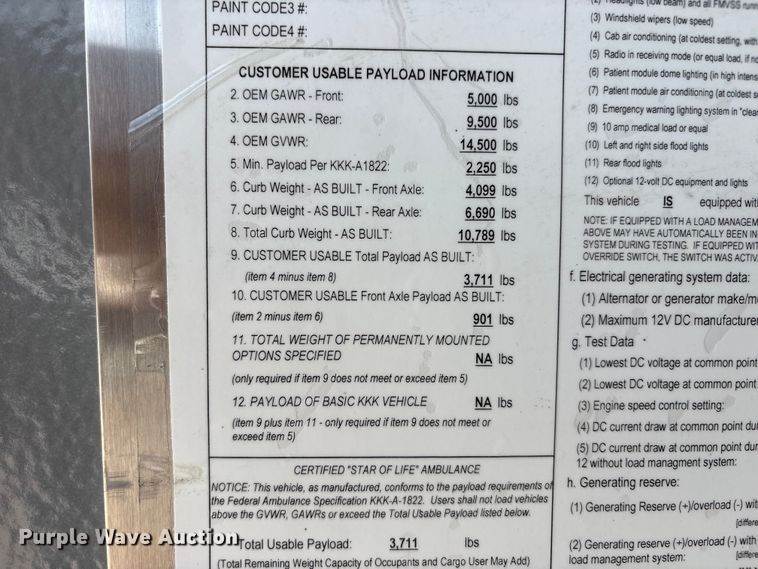 PAINT CODE3 #:
PAINT CODE4 #:
CUSTOMER USABLE PAYLOAD INFORMATION
2. OEM GAWR - Front: 5,000 lbs
3. OEM GAWR - Rear: 9,500 lbs
4. OEM GVWR: 14,500 lbs
5. Min. Payload Per KKK-A1822: 2,250 lbs
6. Curb Weight - AS BUILT - Front Axle: 4,099 lbs
7. Curb Weight - AS BUILT - Rear Axle: 6,690 lbs
8. Total Curb Weight - AS BUILT: 10,789 lbs
9. CUSTOMER USABLE Total Payload AS BUILT:
(item 4 minus item 8) 3,711 lbs
10. CUSTOMER USABLE Front Axle Payload AS BUILT:
(item 2 minus item 6) 901 lbs
11. TOTAL WEIGHT OF PERMANENTLY MOUNTED
OPTIONS SPECIFIED NA lbs
(only required if item 9 does not meet or exceed item 5)
12. PAYLOAD OF BASIC KKK VEHICLE NA lbs
(item 9 plus item 11 - only required if item 9 does not meet or
exceed item 5)
CERTIFIED "STAR OF LIFE" AMBULANCE
NOTICE: This vehicle, as manufactured, conforms to the payload requirements of
the Federal Ambulance Specification KKK-A-1822. Users shall not load vehicles
above the GVWR, GAWRs or exceed the Total Usable Payload listed below.
Total Usable Payload: 3,711 lbs
(Total Remaining Weight Capacity of Occupants and Cargo User May Add)
(2) Headlights (low beam) and all FMVSS
(3) Windshield wipers (low speed)
(4) Cab air conditioning (at coldest setting, with
(5) Radio in receiving mode (or equal load, if
(6) Patient module dome lighting (in high intens
(7) Patient module air conditioning (at coldest s
(8) Emergency warning lighting system in "clea
(9) 10 amp medical load or equal
(10) Left and right side flood lights
(11) Rear flood lights
(12) Optional 12-volt DC equipment and lights
This vehicle IS equipped wit
NOTE: IF EQUIPPED WITH A LOAD MANAGEM
ABOVE MAY HAVE AUTOMATICALLY BEEN IN
SYSTEM DURING TESTING. IF EQUIPPED WIT
OVERRIDE SWITCH, THE SWITCH WAS ACTIV
f. Electrical generating system data:
(1) Alternator or generator make/m
(2) Maximum 12V DC manufacture
g. Test Data
(1) Lowest DC voltage at common point
(2) Lowest DC voltage at common point
(3) Engine speed control setting:
(4) DC current draw at common point du
(5) DC current draw at common point dur
12 without load managment system:
h. Generating reserve:
(1) Generating Reserve (+)/overload (-) wit
[differe
(2) Generating reserve (+)/overload (-) with
load management system: [differe
Purple Wave Auction